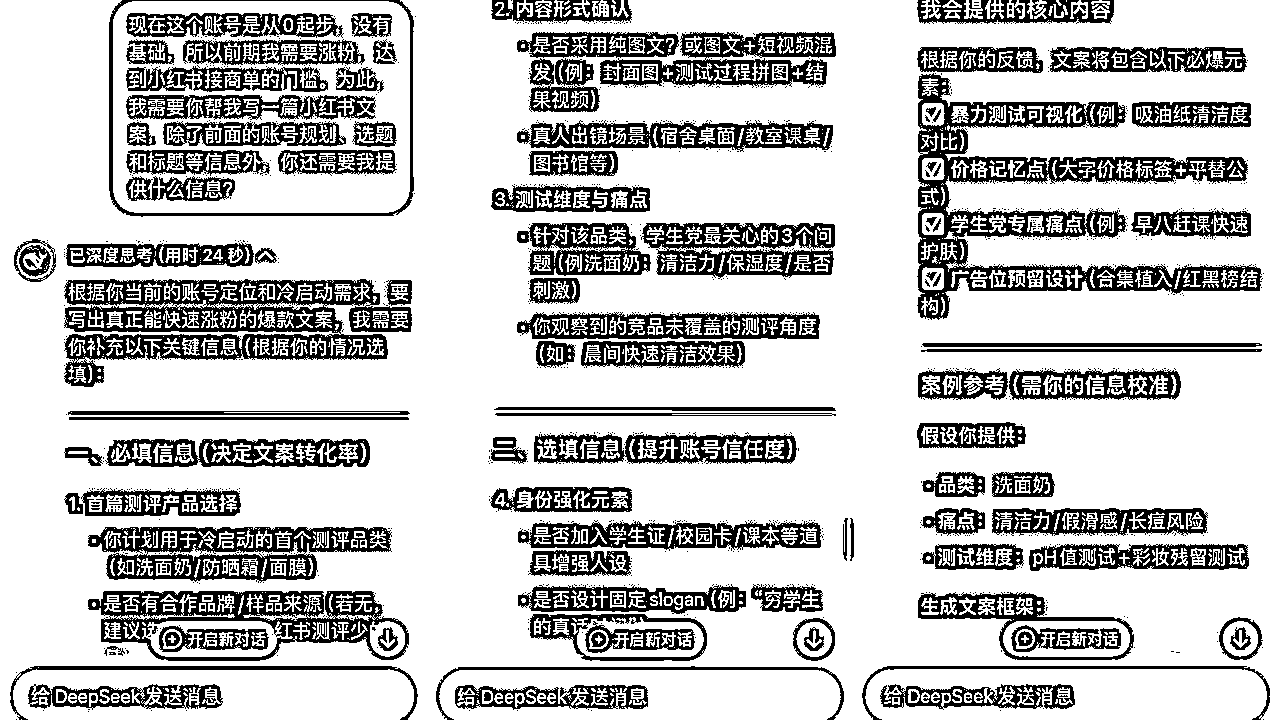 现在这个账号是从0起步，没有
基础，所以前期我需要涨粉，达
到小红书接商单的门槛。为此，
我需要你帮我写一篇小红书文
案，除了前面的账号规划、选题
和标题等信息外，你还需要我提
供什么信息？
已深度思考（用时 24 秒）
根据你当前的账号定位和冷启动需求，要
写出真正能快速涨粉的爆款文案，我需要
你补充以下关键信息（根据你的情况选
填）：
一、必填信息（决定文案转化率）
1. 首篇测评产品选择
你计划用于冷启动的首个测评品类
（如洗面奶/防晒霜/面膜）
是否有合作品牌/样品来源（若无，
建议选
红书测评少
开启新对话
给 DeepSeek 发送消息
2. 内容形式确认
是否采用纯图文？或图文+短视频混
发（例：封面图+测试过程拼图+结
果视频）
真人出镜场景（宿舍桌面/教室课桌/
图书馆等）
3. 测试维度与痛点
针对该品类，学生党最关心的3个问
题（例洗面奶：清洁力/保湿度/是否
刺激）
你观察到的竞品未覆盖的测评角度
（如：晨间快速清洁效果）
二、选填信息（提升账号信任度）
4. 身份强化元素
是否加入学生证/校园卡/课本等道
具增强人设
是否设计固定 slogan（例：“穷学生
的真
开启新对话
给 DeepSeek 发送消息
我会提供的核心内容
根据你的反馈，文案将包含以下必爆元
素：
暴力测试可视化（例：吸油纸清洁度
对比）
价格记忆点（大字价格标签+平替公
式）
学生党专属痛点（例：早八赶课快速
护肤）
广告位预留设计（合集植入/红黑榜结
构）
案例参考（需你的信息校准）
假设你提供：
品类：洗面奶
痛点：清洁力/假滑感/长痘风险
测试维度：pH值测试+彩妆残留测试
生成文案框架：
开启新对话
给 DeepSeek 发送消息